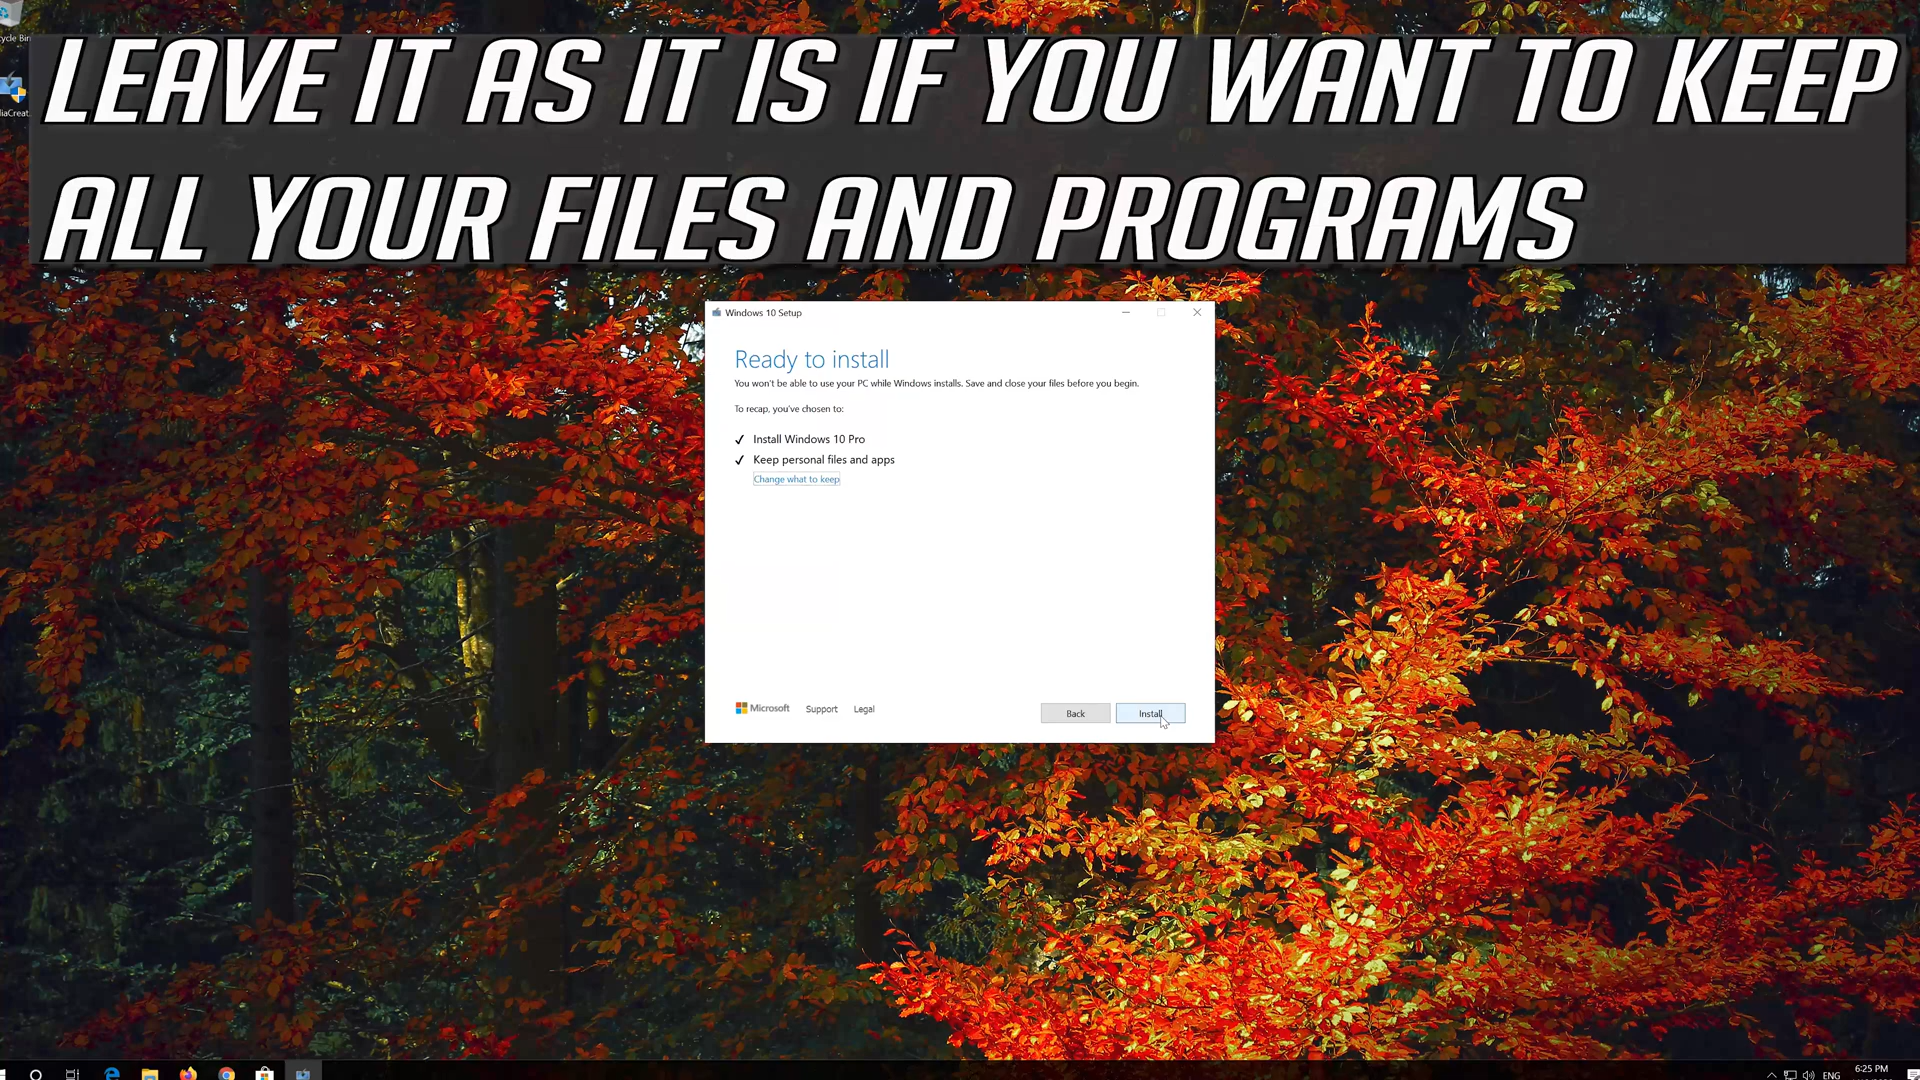 LEAVE IT AS IT IS IF YOU WANT TO KEEP
ALL YOUR FILES AND PROGRAMS
Windows 10 Setup
Ready to install
You won't be able to use your PC while Windows installs. Save and close your files before you begin.
To recap, you've chosen to:
Install Windows 10 Pro
Keep personal files and apps
Change what to keep
Microsoft Support Legal
Back Install
ENG
6:25 PM